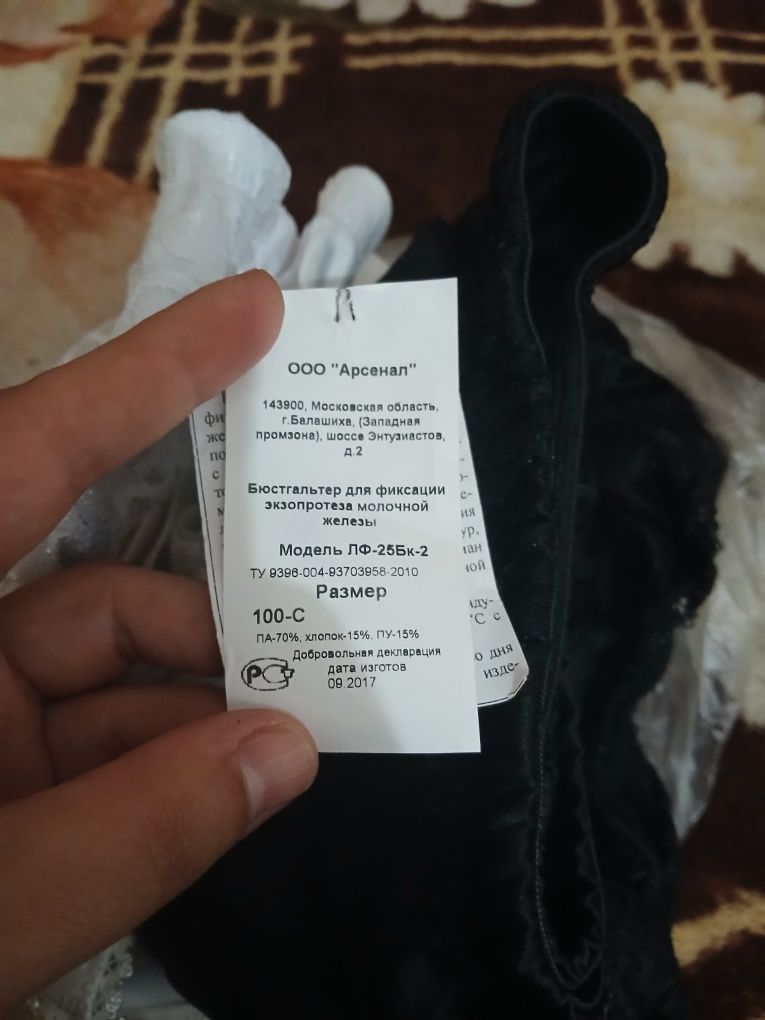 ООО "Арсенал"
143900, Московская область,
г.Балашиха, (Западная
промзона), шоссе Энтузиастов,
д.2
Бюстгальтер для фиксации
экзопротеза молочной
железы
Модель ЛФ-25Бк-2
ТУ 9396-004-93703958-2010
Размер
100-С
ПА-70%, хлопок-15%, ПУ-15%
Добровольная декларация
дата изготов
09.2017
РСТ